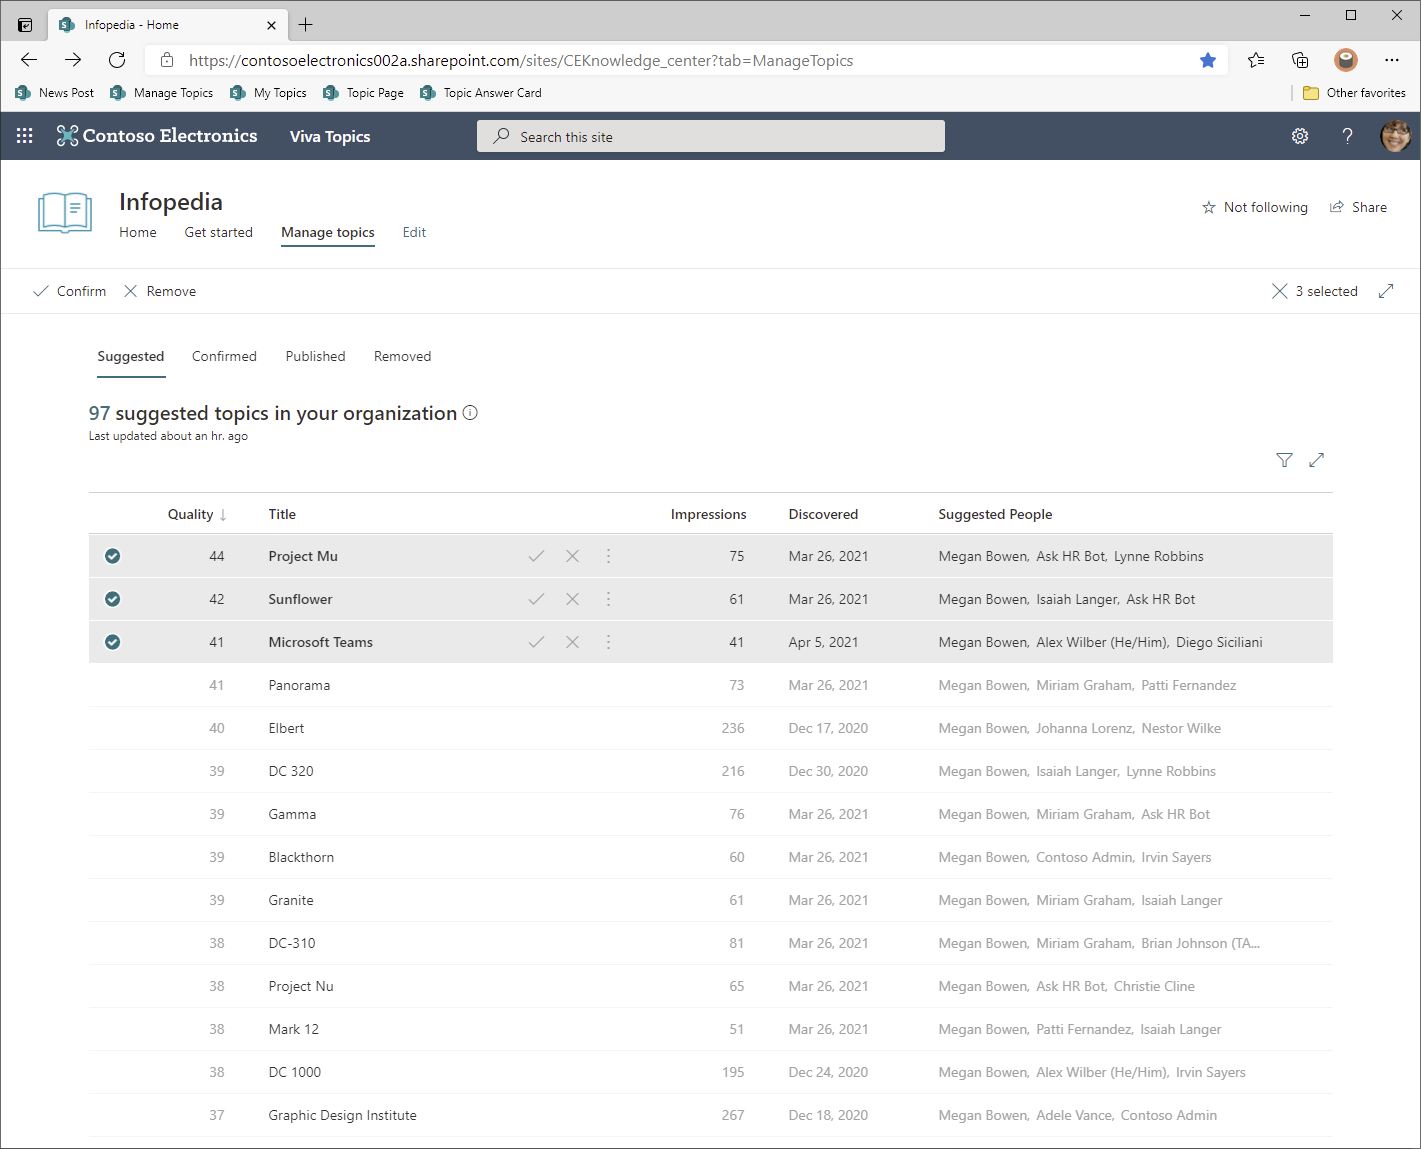 Infopedia - Home
https://contosoelectronics002a.sharepoint.com/sites/CEKnowledge_center?tab=ManageTopics
News Post Manage Topics My Topics Topic Page Topic Answer Card Other favorites
Contoso Electronics Viva Topics Search this site
Infopedia
Not following Share
Home Get started Manage topics Edit
Confirm Remove 3 selected
Suggested Confirmed Published Removed
97 suggested topics in your organization
Last updated about an hr. ago
Quality Title Impressions Discovered Suggested People
44 Project Mu 75 Mar 26, 2021 Megan Bowen, Ask HR Bot, Lynne Robbins
42 Sunflower 61 Mar 26, 2021 Megan Bowen, Isaiah Langer, Ask HR Bot
41 Microsoft Teams 41 Apr 5, 2021 Megan Bowen, Alex Wilber (He/Him), Diego Siciliani
41 Panorama 73 Mar 26, 2021 Megan Bowen, Miriam Graham, Patti Fernandez
40 Elbert 236 Dec 17, 2020 Megan Bowen, Johanna Lorenz, Nestor Wilke
39 DC 320 216 Dec 30, 2020 Megan Bowen, Isaiah Langer, Lynne Robbins
39 Gamma 76 Mar 26, 2021 Megan Bowen, Miriam Graham, Ask HR Bot
39 Blackthorn 60 Mar 26, 2021 Megan Bowen, Contoso Admin, Irvin Sayers
39 Granite 61 Mar 26, 2021 Megan Bowen, Miriam Graham, Isaiah Langer
38 DC-310 81 Mar 26, 2021 Megan Bowen, Miriam Graham, Brian Johnson (TA...
38 Project Nu 65 Mar 26, 2021 Megan Bowen, Ask HR Bot, Christie Cline
38 Mark 12 51 Mar 26, 2021 Megan Bowen, Patti Fernandez, Isaiah Langer
38 DC 1000 195 Dec 24, 2020 Megan Bowen, Alex Wilber (He/Him), Irvin Sayers
37 Graphic Design Institute 267 Dec 18, 2020 Megan Bowen, Adele Vance, Contoso Admin